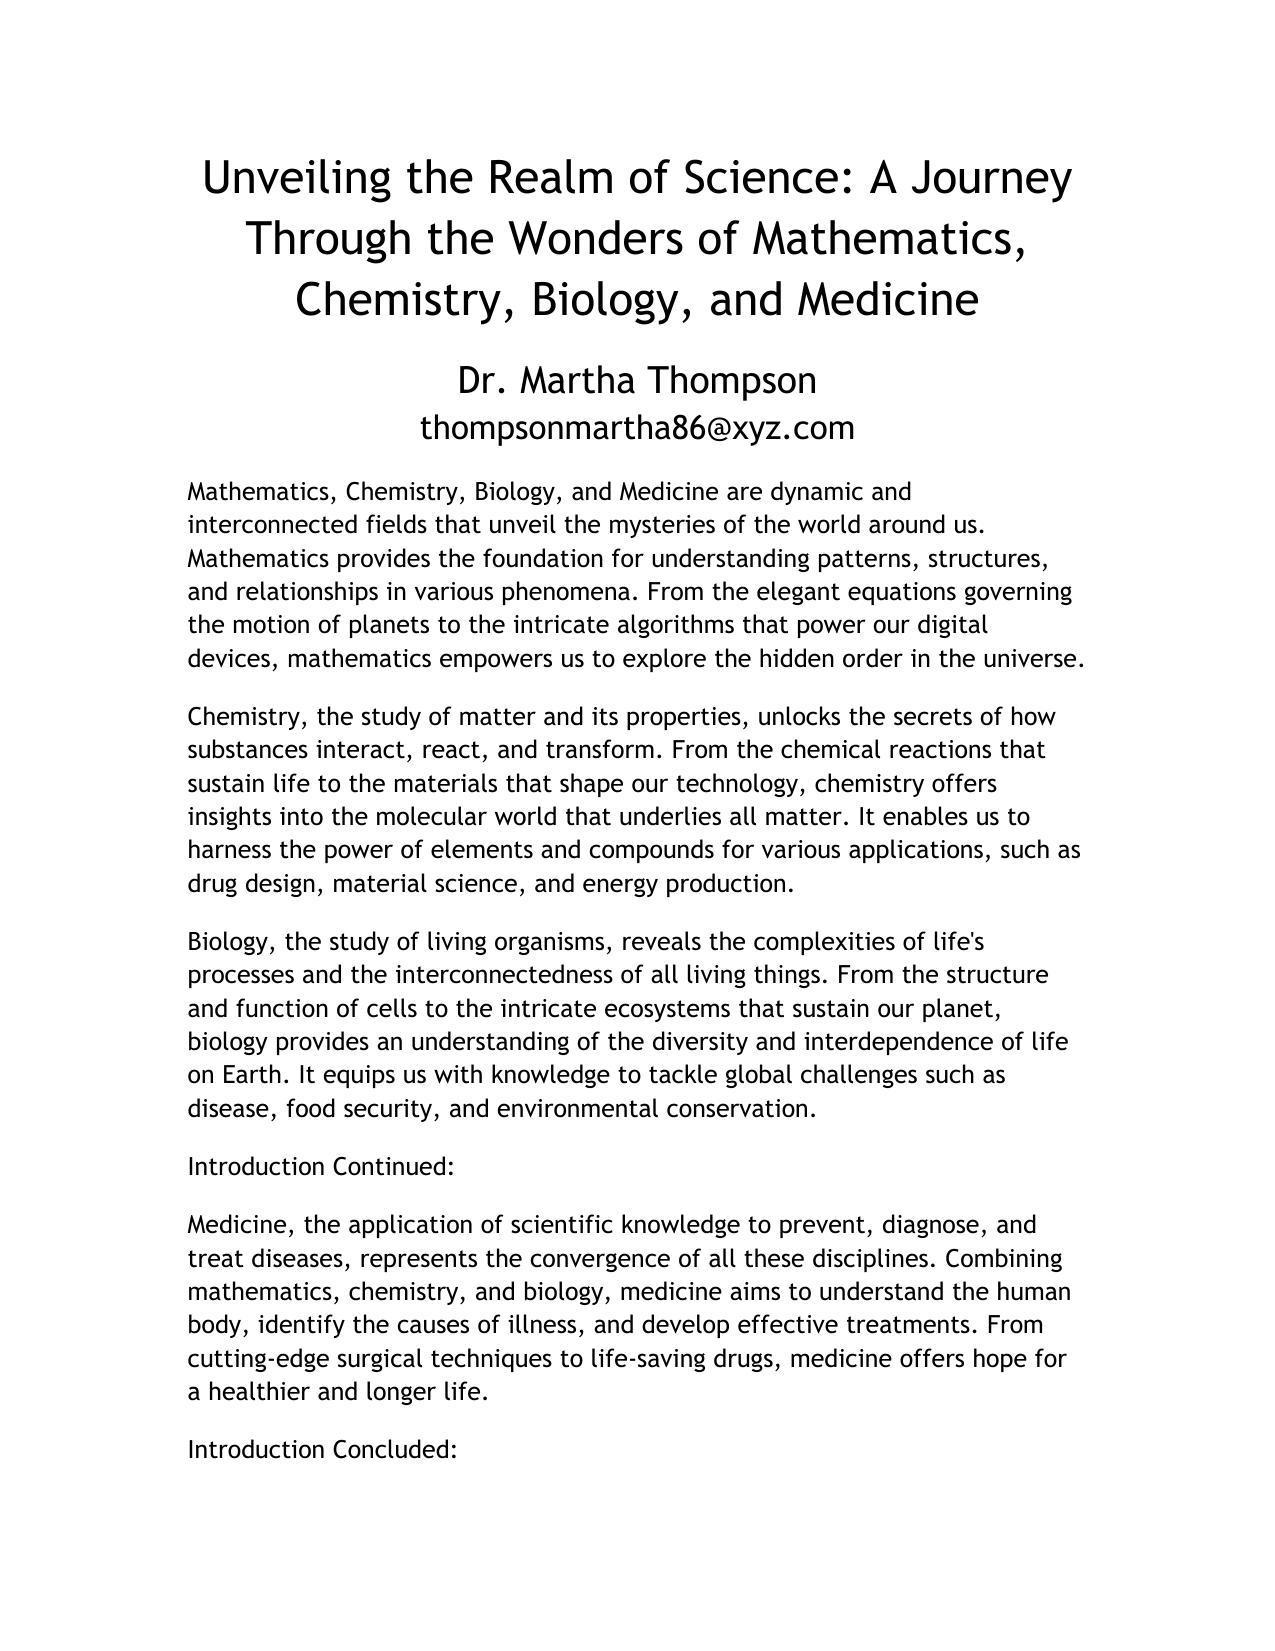 Unveiling the Realm of Science: A Journey
Through the Wonders of Mathematics,
Chemistry, Biology, and Medicine
Dr. Martha Thompson
thompsonmartha86@xyz.com
Mathematics, Chemistry, Biology, and Medicine are dynamic and
interconnected fields that unveil the mysteries of the world around us.
Mathematics provides the foundation for understanding patterns, structures,
and relationships in various phenomena. From the elegant equations governing
the motion of planets to the intricate algorithms that power our digital
devices, mathematics empowers us to explore the hidden order in the universe.
Chemistry, the study of matter and its properties, unlocks the secrets of how
substances interact, react, and transform. From the chemical reactions that
sustain life to the materials that shape our technology, chemistry offers
insights into the molecular world that underlies all matter. It enables us to
harness the power of elements and compounds for various applications, such as
drug design, material science, and energy production.
Biology, the study of living organisms, reveals the complexities of life's
processes and the interconnectedness of all living things. From the structure
and function of cells to the intricate ecosystems that sustain our planet,
biology provides an understanding of the diversity and interdependence of life
on Earth. It equips us with knowledge to tackle global challenges such as
disease, food security, and environmental conservation.
Introduction Continued:
Medicine, the application of scientific knowledge to prevent, diagnose, and
treat diseases, represents the convergence of all these disciplines. Combining
mathematics, chemistry, and biology, medicine aims to understand the human
body, identify the causes of illness, and develop effective treatments. From
cutting-edge surgical techniques to life-saving drugs, medicine offers hope for
a healthier and longer life.
Introduction Concluded: